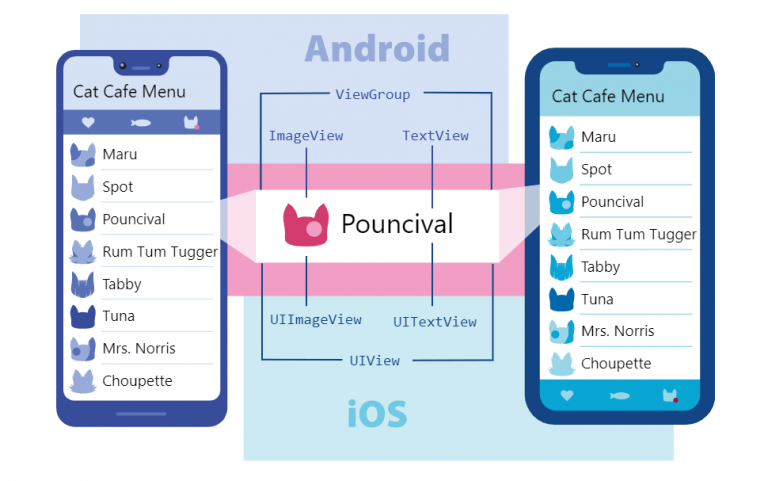 Android
Cat Cafe Menu
Maru
Spot
Pouncival
Rum Tum Tugger
Tabby
Tuna
Mrs. Norris
Choupette
ViewGroup
ImageView
TextView
Pouncival
UIImageView
UITextView
UIView
iOS
Cat Cafe Menu
Maru
Spot
Pouncival
Rum Tum Tugger
Tabby
Tuna
Mrs. Norris
Choupette